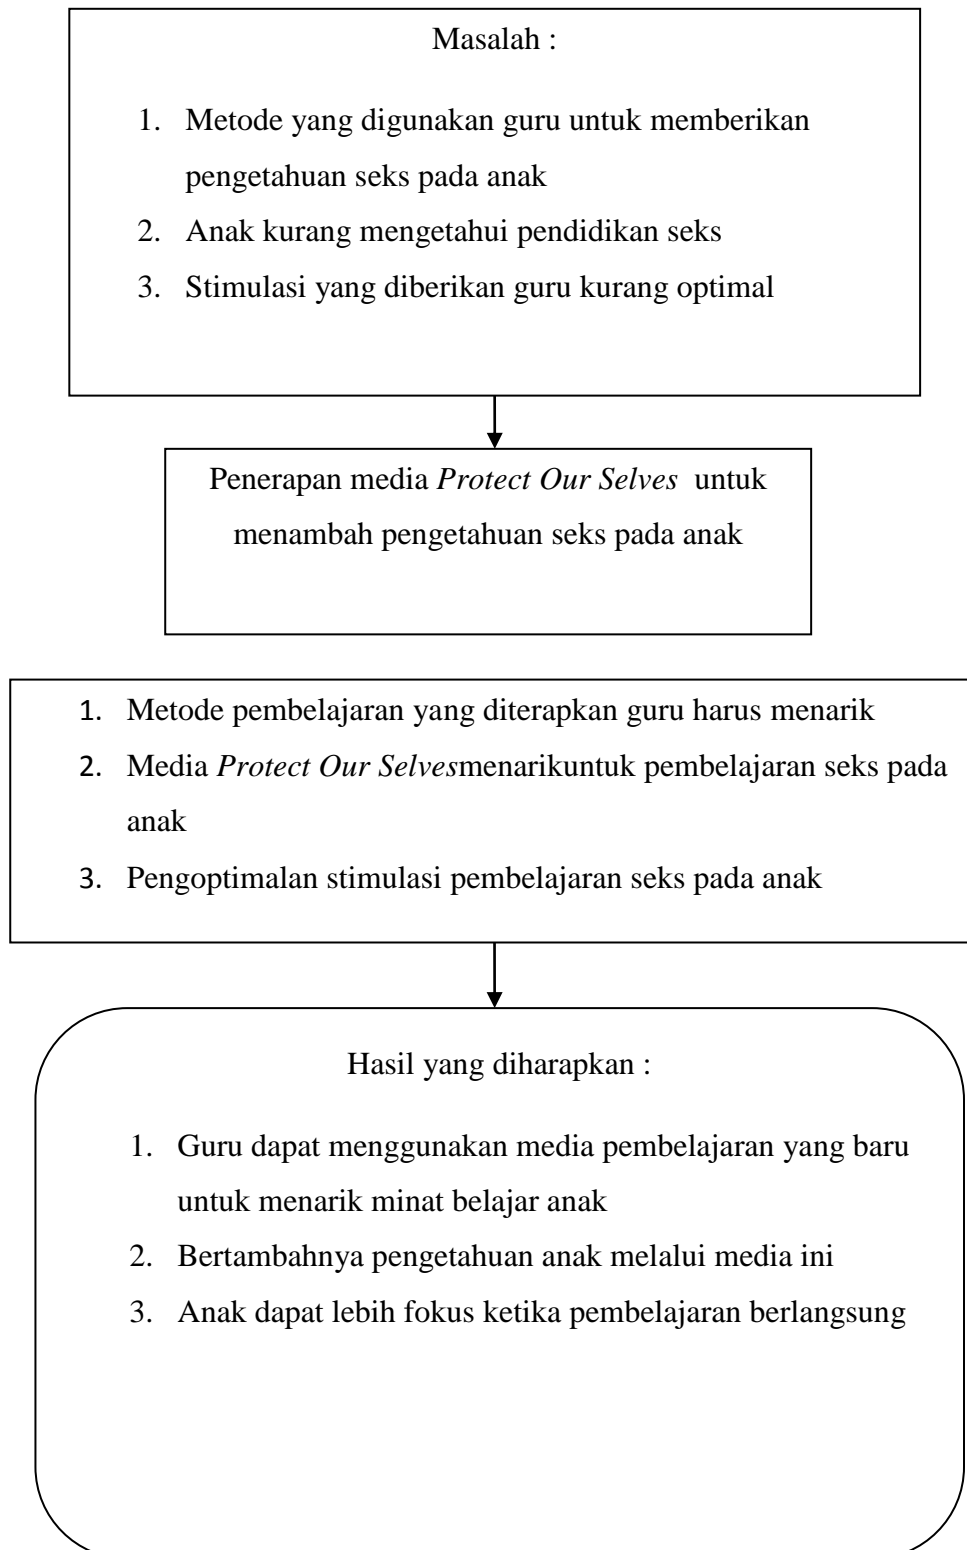 Masalah :
1. Metode yang digunakan guru untuk memberikan
pengetahuan seks pada anak
2. Anak kurang mengetahui pendidikan seks
3. Stimulasi yang diberikan guru kurang optimal
Penerapan media Protect Our Selves untuk
menambah pengetahuan seks pada anak
1. Metode pembelajaran yang diterapkan guru harus menarik
2. Media Protect Our Selvesmenarikuntuk pembelajaran seks pada
anak
3. Pengoptimalan stimulasi pembelajaran seks pada anak
Hasil yang diharapkan :
1. Guru dapat menggunakan media pembelajaran yang baru
untuk menarik minat belajar anak
2. Bertambahnya pengetahuan anak melalui media ini
3. Anak dapat lebih fokus ketika pembelajaran berlangsung